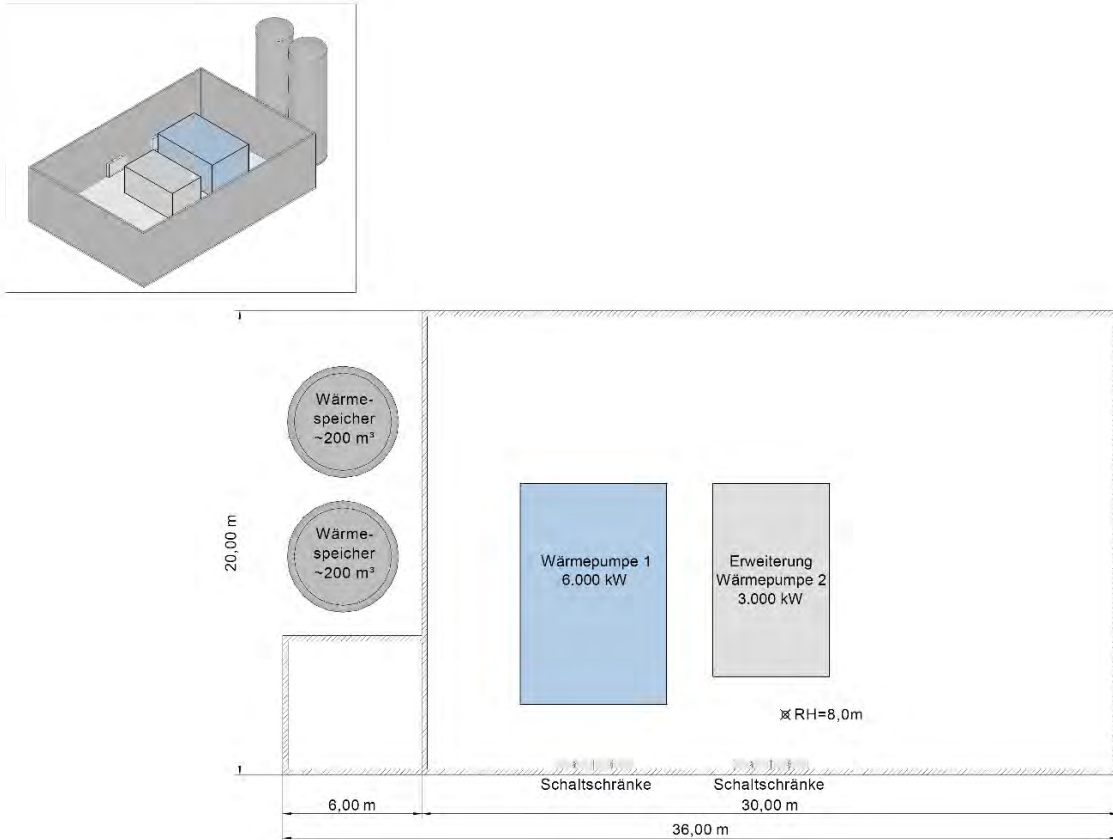 Wärme-
speicher
~200 m³
20,00 m
Wärme-
speicher
~200 m³
Wärmepumpe 1
6.000 kW
Erweiterung
Wärmepumpe 2
3.000 kW
RH=8,0m
Schaltschränke
Schaltschränke
6,00 m
30,00 m
36,00 m